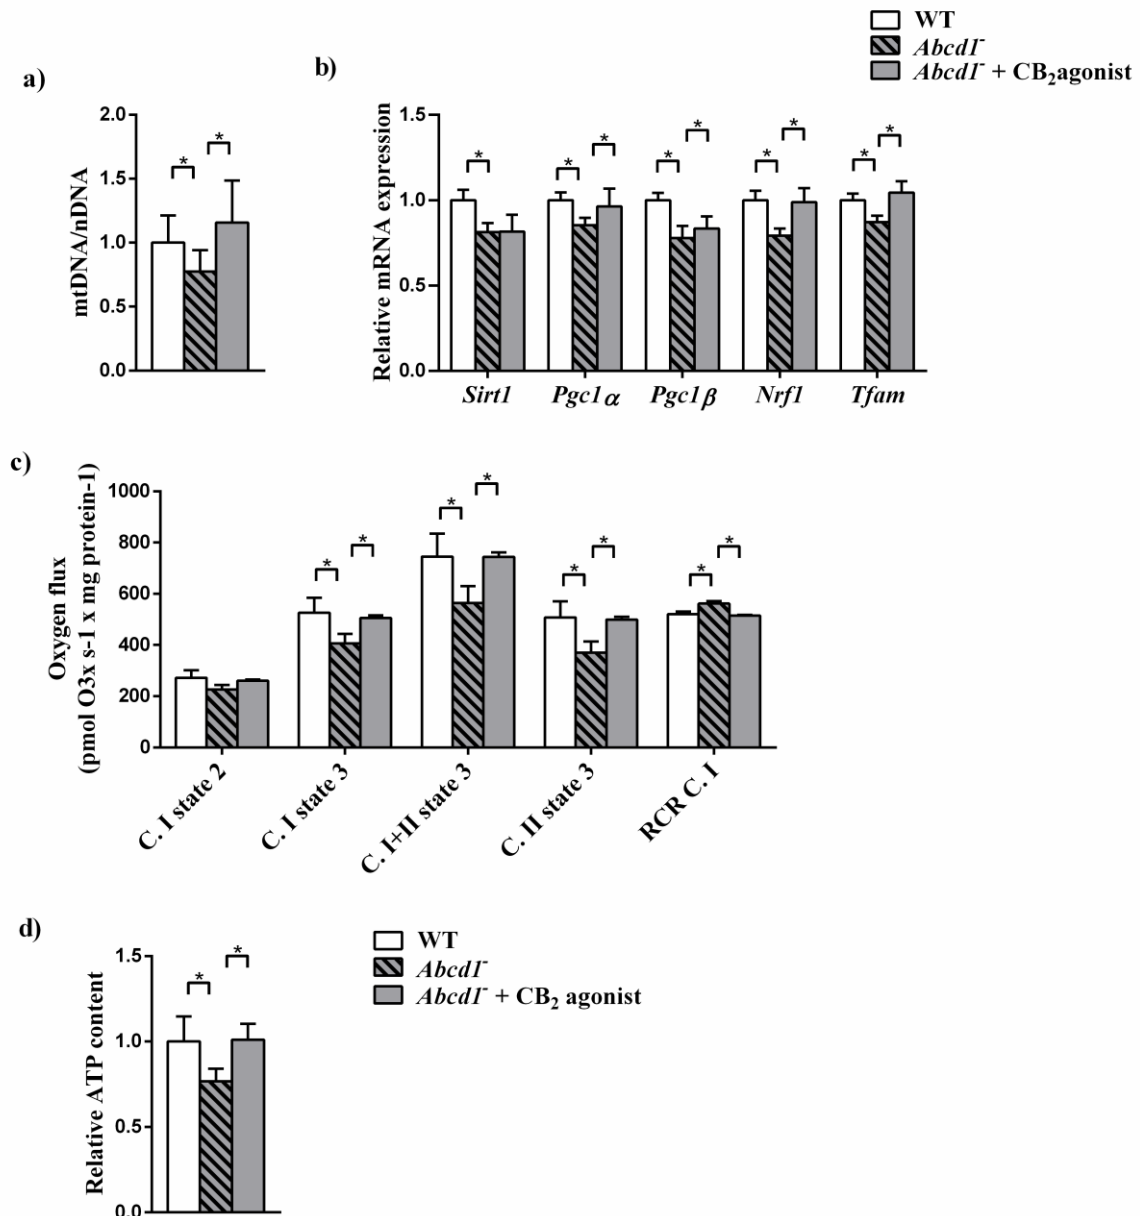 WT
Abcd1-
Abcd1- + CB2agonist
a)
b)
mtDNA/nDNA
2.0
1.5
1.0
0.5
0.0
*
*
Relative mRNA expression
1.5
1.0
0.5
0.0
* * * * * * * * *
Sirt1 Pgc1α Pgc1β Nrf1 Tfam
c)
Oxygen flux
(pmol O3x s-1 x mg protein-1)
1000
800
600
400
200
0
* * * * * * * *
C. I state 2 C. I state 3 C. I+II state 3 C. II state 3 RCR C. I
d)
WT
Abcd1-
Abcd1- + CB2 agonist
Relative ATP content
1.5
1.0
0.5
0.0
*
*